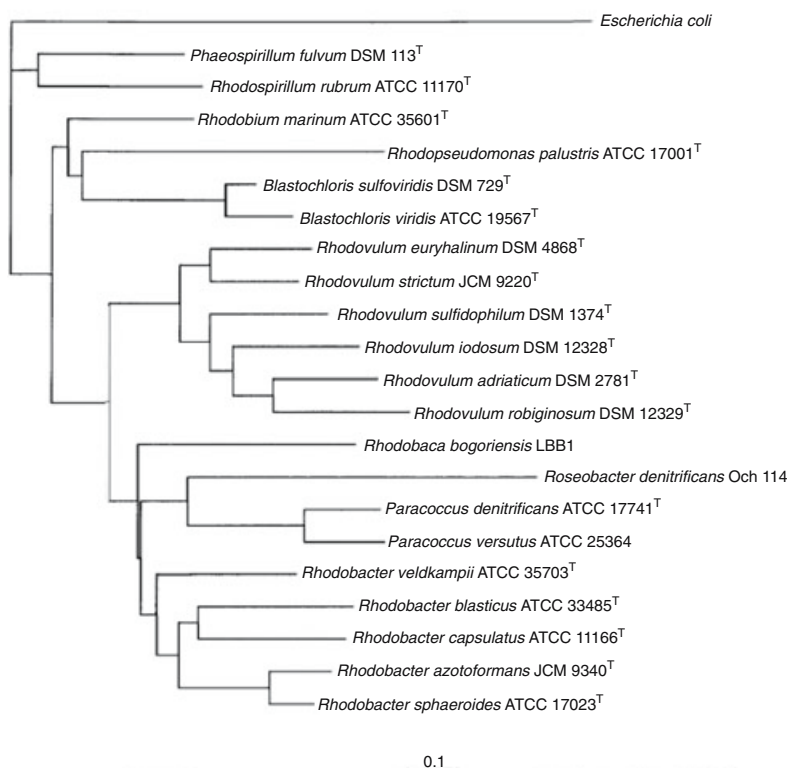 Escherichia coli
Phaeospirillum fulvum DSM 113ᵀ
Rhodospirillum rubrum ATCC 11170ᵀ
Rhodobium marinum ATCC 35601ᵀ
Rhodopseudomonas palustris ATCC 17001ᵀ
Blastochloris sulfoviridis DSM 729ᵀ
Blastochloris viridis ATCC 19567ᵀ
Rhodovulum euryhalinum DSM 4868ᵀ
Rhodovulum strictum JCM 9220ᵀ
Rhodovulum sulfidophilum DSM 1374ᵀ
Rhodovulum iodosum DSM 12328ᵀ
Rhodovulum adriaticum DSM 2781ᵀ
Rhodovulum robiginosum DSM 12329ᵀ
Rhodobaca bogoriensis LBB1
Roseobacter denitrificans Och 114
Paracoccus denitrificans ATCC 17741ᵀ
Paracoccus versutus ATCC 25364
Rhodobacter veldkampii ATCC 35703ᵀ
Rhodobacter blasticus ATCC 33485ᵀ
Rhodobacter capsulatus ATCC 11166ᵀ
Rhodobacter azotoformans JCM 9340ᵀ
Rhodobacter sphaeroides ATCC 17023ᵀ
0.1